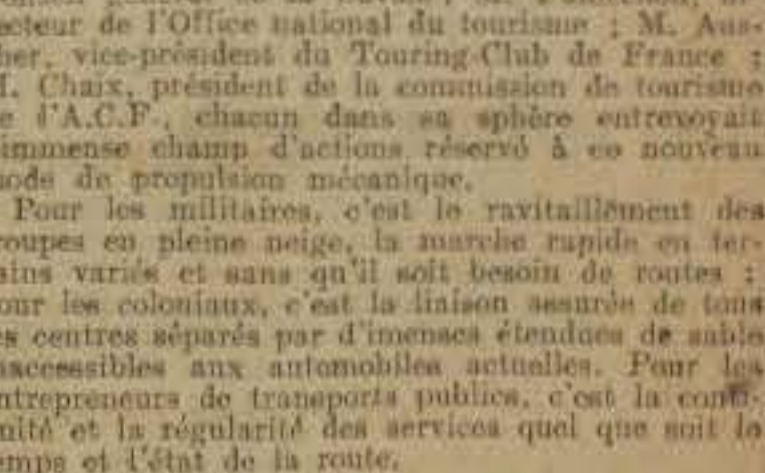 ecteur de l'Office national du tourisme ; M. Aus-
her, vice-président du Touring-Club de France ;
M. Chaix, président de la commission de tourisme
e l'A.C.F., chacun dans sa sphère entrevoyait
'immense champ d'actions réservé à ce nouveau
node de propulsion mécanique.
Pour les militaires, c'est le ravitaillement des
roupes en pleine neige, la marche rapide en ter-
ains variés et sans qu'il soit besoin de routes ;
our les coloniaux, c'est la liaison assurée de tous
es centres séparés par d'imenses étendues de sable
naccessibles aux automobiles actuelles. Pour les
ntrepreneurs de transports publics, c'est la conti-
nuité et la régularité des services quel que soit le
emps et l'état de la route.